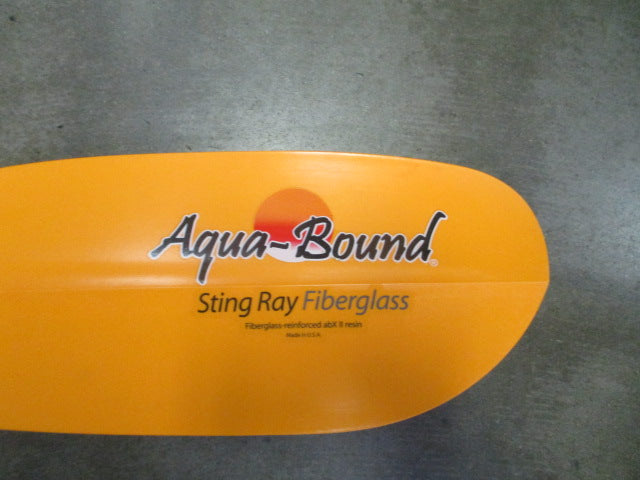 Aqua-Bound®
Sting Ray Fiberglass
Fiberglass-reinforced abX II resin
Made in U.S.A.